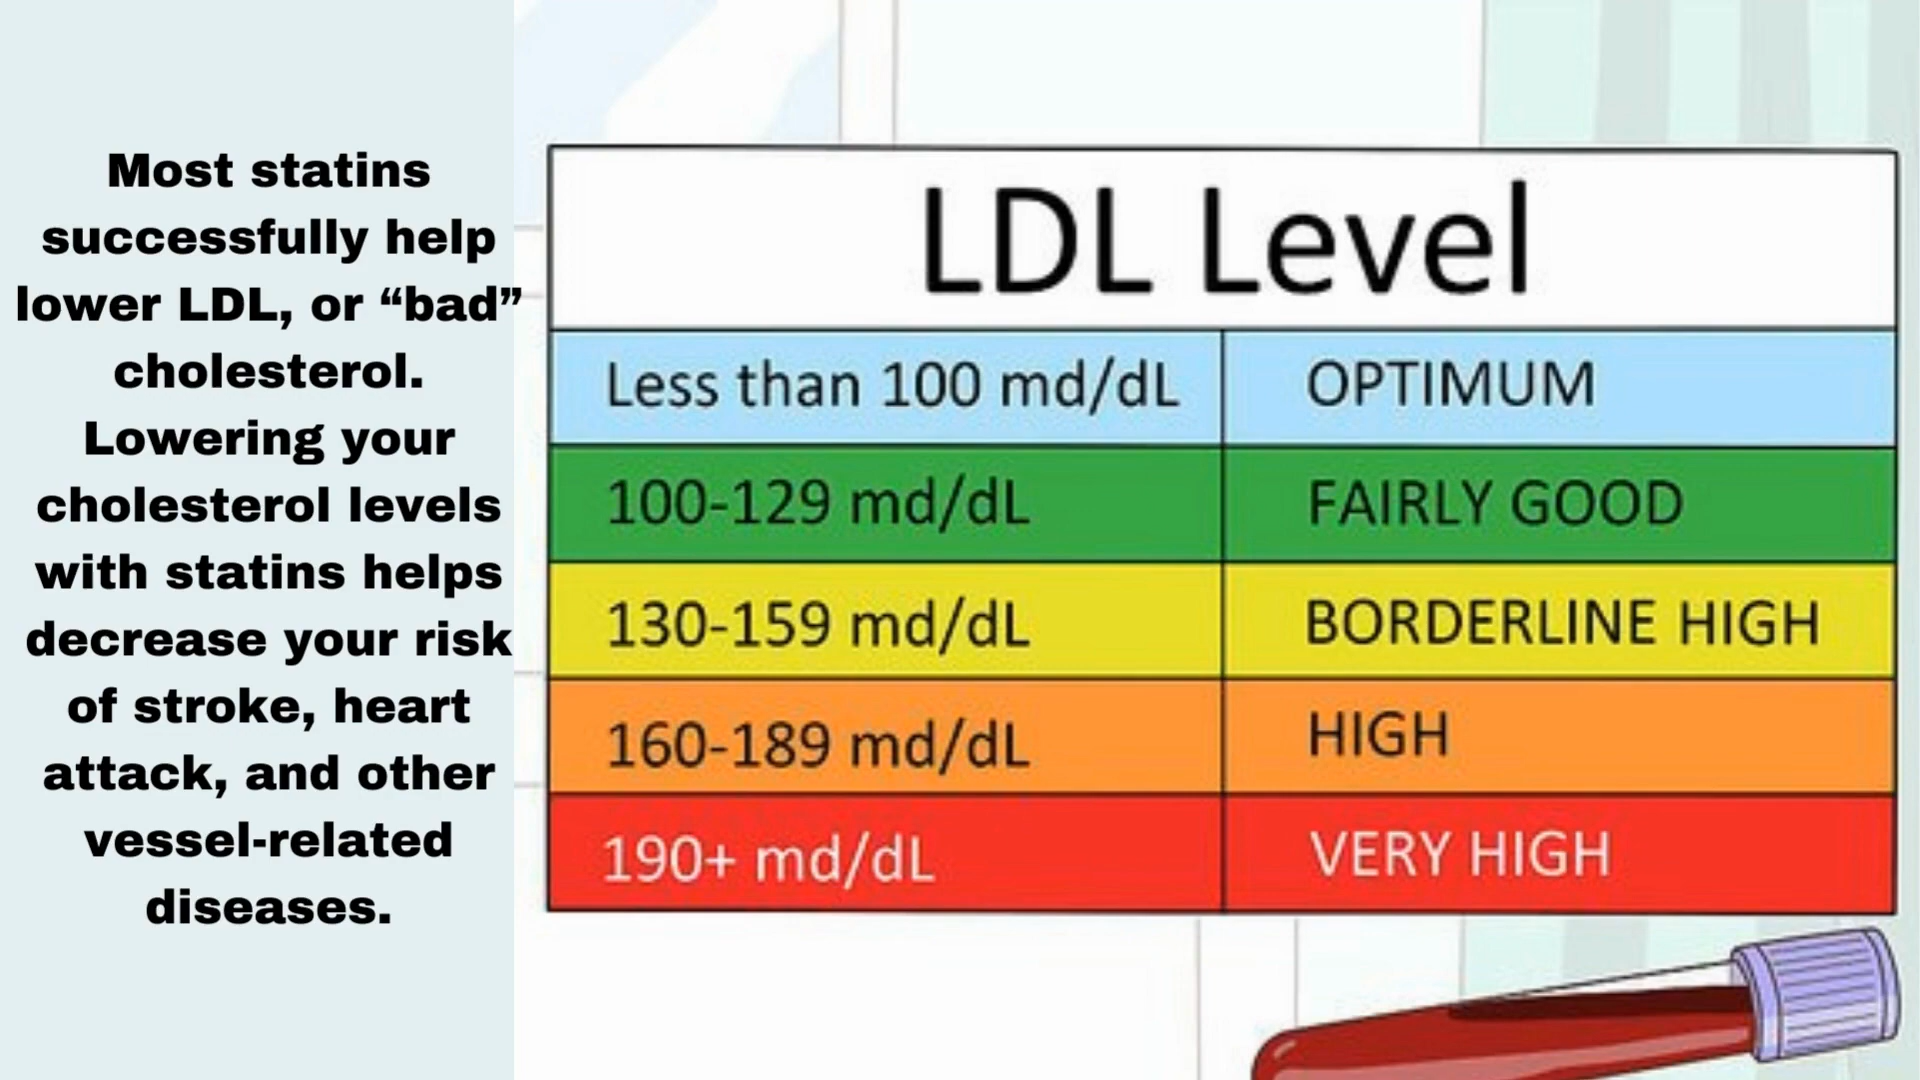 Most statins
successfully help
lower LDL, or “bad”
cholesterol.
Lowering your
cholesterol levels
with statins helps
decrease your risk
of stroke, heart
attack, and other
vessel-related
diseases.
LDL Level
Less than 100 md/dL OPTIMUM
100-129 md/dL FAIRLY GOOD
130-159 md/dL BORDERLINE HIGH
160-189 md/dL HIGH
190+ md/dL VERY HIGH